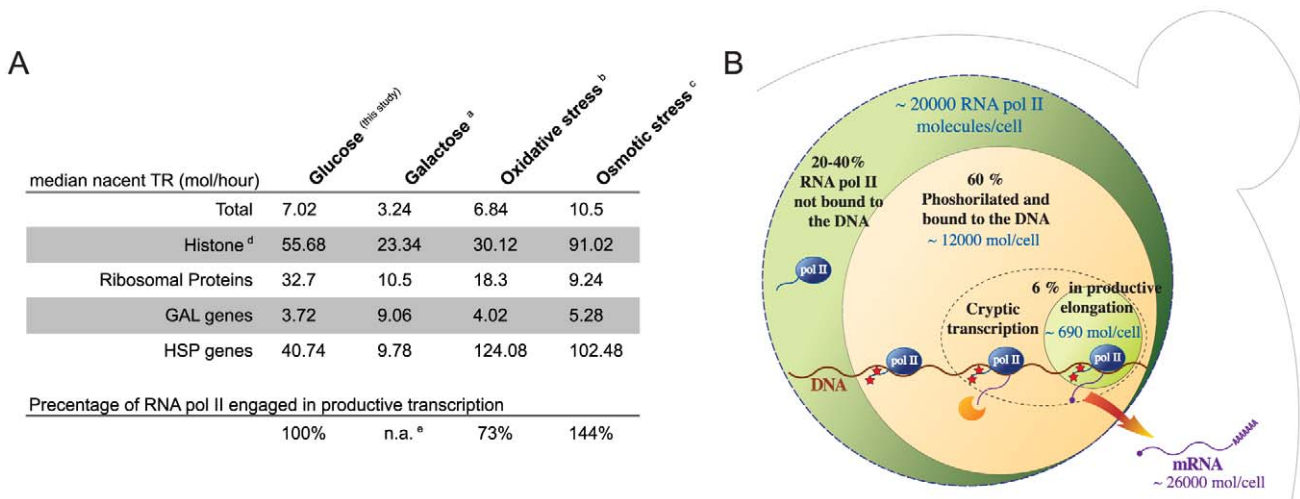 A
Glucose (this study)
Galactose a
Oxidative stress b
Osmotic stress c
median nacent TR (mol/hour)
Total 7.02 3.24 6.84 10.5
Histone d 55.68 23.34 30.12 91.02
Ribosomal Proteins 32.7 10.5 18.3 9.24
GAL genes 3.72 9.06 4.02 5.28
HSP genes 40.74 9.78 124.08 102.48
Precentage of RNA pol II engaged in productive transcription
100% n.a. e 73% 144%
B
~ 20000 RNA pol II
molecules/cell
20-40%
RNA pol II
not bound to
the DNA
60 %
Phoshorilated and
bound to the DNA
~ 12000 mol/cell
pol II
6 % in productive
elongation
~ 690 mol/cell
Cryptic
transcription
pol II
pol II
pol II
DNA
mRNA
~ 26000 mol/cell